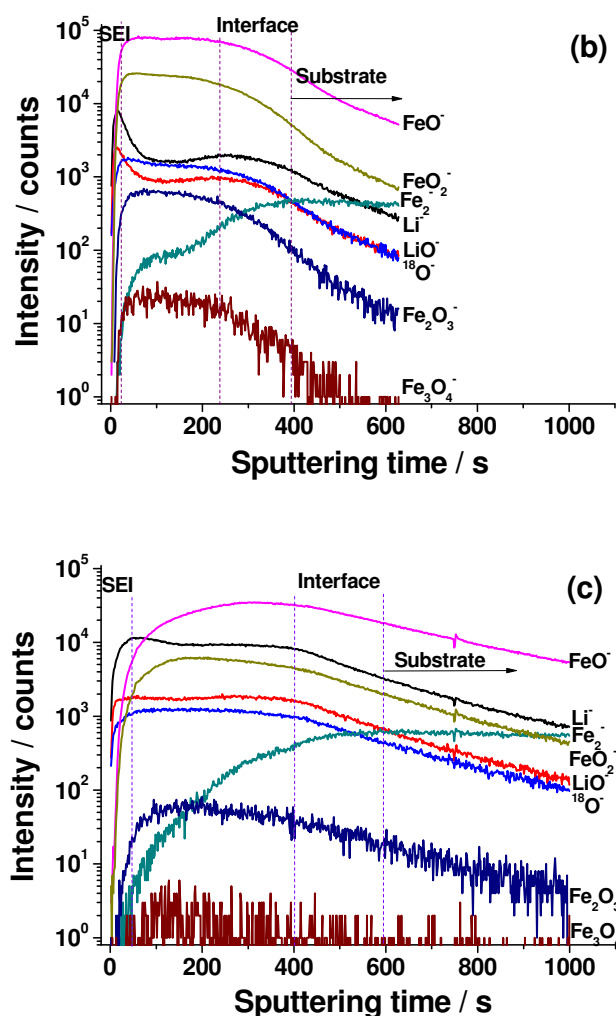 (b)
SEI
Interface
Substrate
10⁵
10⁴
10³
10²
10¹
10⁰
Intensity / counts
FeO⁻
FeO₂⁻
Fe₂⁻
Li⁻
LiO⁻
¹⁸O⁻
Fe₂O₃⁻
Fe₃O₄⁻
0 200 400 600 800 1000
Sputtering time / s
(c)
SEI
Interface
Substrate
10⁵
10⁴
10³
10²
10¹
10⁰
Intensity / counts
FeO⁻
Li⁻
Fe₂⁻
FeO₂⁻
LiO⁻
¹⁸O⁻
Fe₂O₃
Fe₃O
0 200 400 600 800 1000
Sputtering time / s